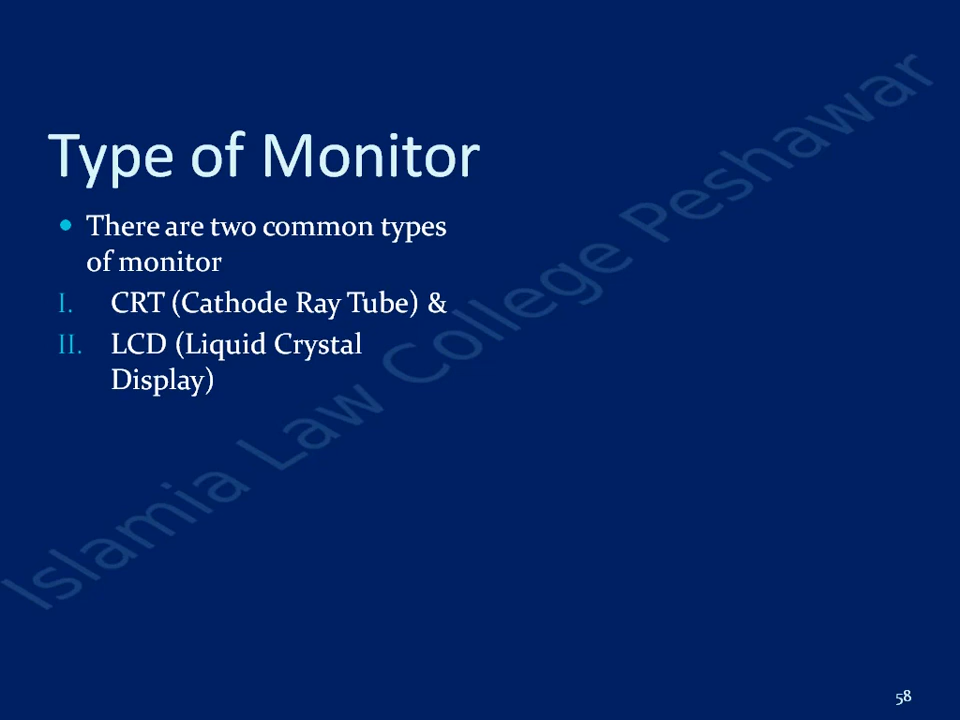 Type of Monitor
• There are two common types
of monitor
I. CRT (Cathode Ray Tube) &
II. LCD (Liquid Crystal
Display)
Islamia Law College Peshawar
58